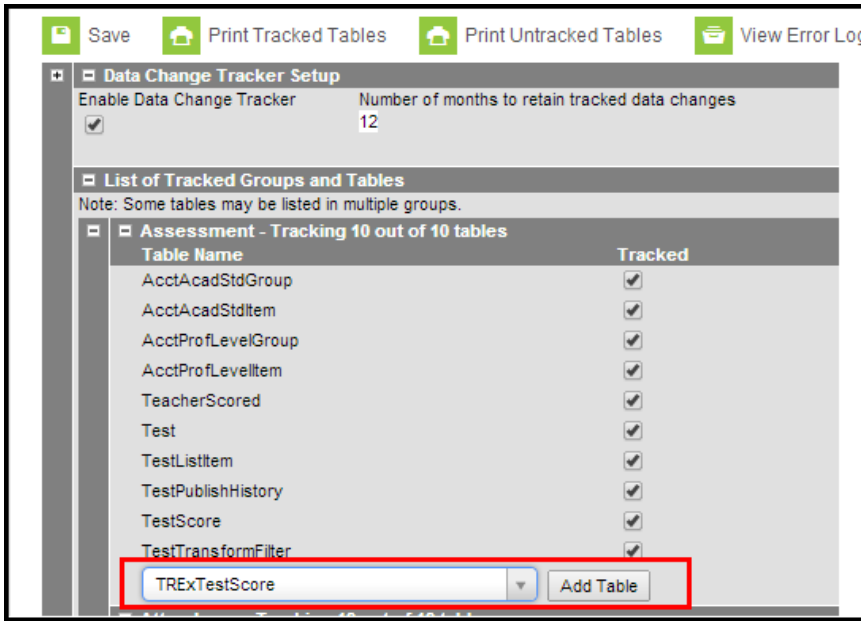 Save Print Tracked Tables Print Untracked Tables View Error Log
Data Change Tracker Setup
Enable Data Change Tracker Number of months to retain tracked data changes
12
List of Tracked Groups and Tables
Note: Some tables may be listed in multiple groups.
Assessment - Tracking 10 out of 10 tables
Table Name Tracked
AcctAcadStdGroup
AcctAcadStdItem
AcctProfLevelGroup
AcctProfLevelItem
TeacherScored
Test
TestListItem
TestPublishHistory
TestScore
TestTransformFilter
TRExTestScore Add Table